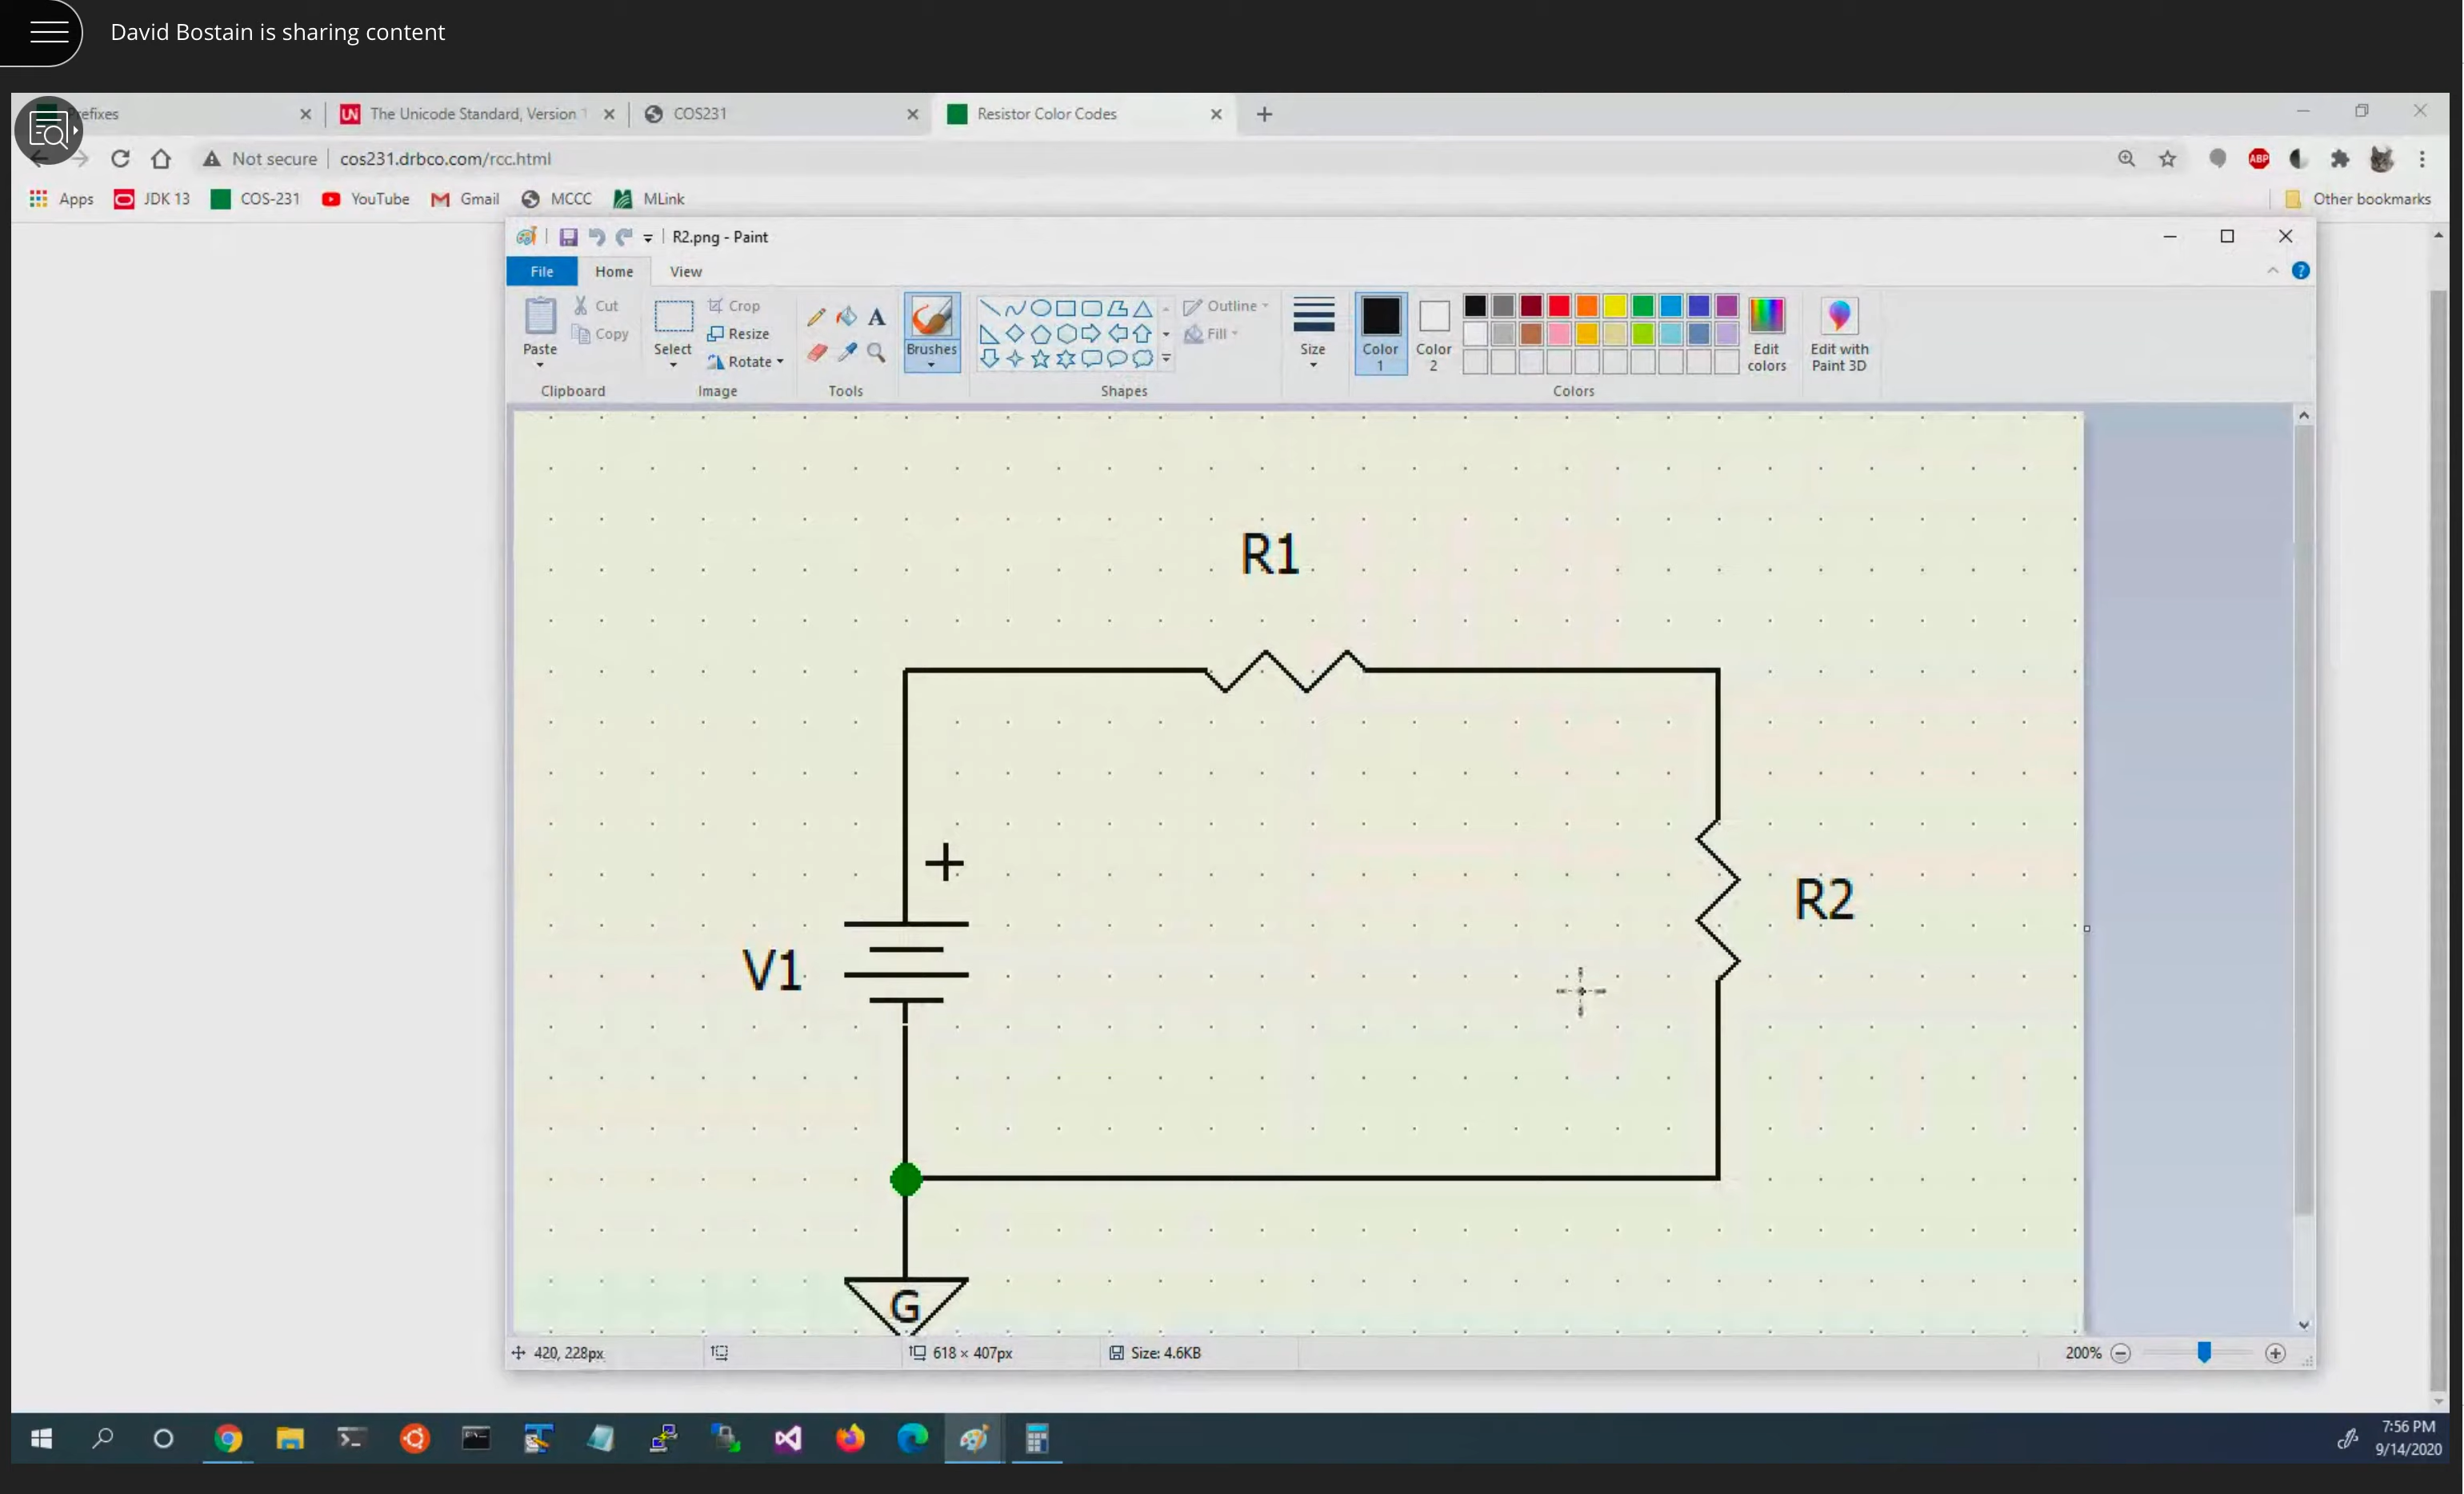 David Bostain is sharing content
efixes
The Unicode Standard, Version 1
COS231
Resistor Color Codes
Not secure
cos231.drbco.com/rcc.html
ABP
Apps
JDK 13
COS-231
YouTube
Gmail
MCCC
MLink
Other bookmarks
R2.png - Paint
File
Home
View
Paste
Cut
Copy
Clipboard
Select
Crop
Resize
Rotate
Image
A
Tools
Brushes
Outline
Fill
Shapes
Size
Color 1
Color 2
Edit colors
Edit with Paint 3D
Colors
R1
+
V1
R2
G
420, 228px
618 × 407px
Size: 4.6KB
200%
7:56 PM
9/14/2020